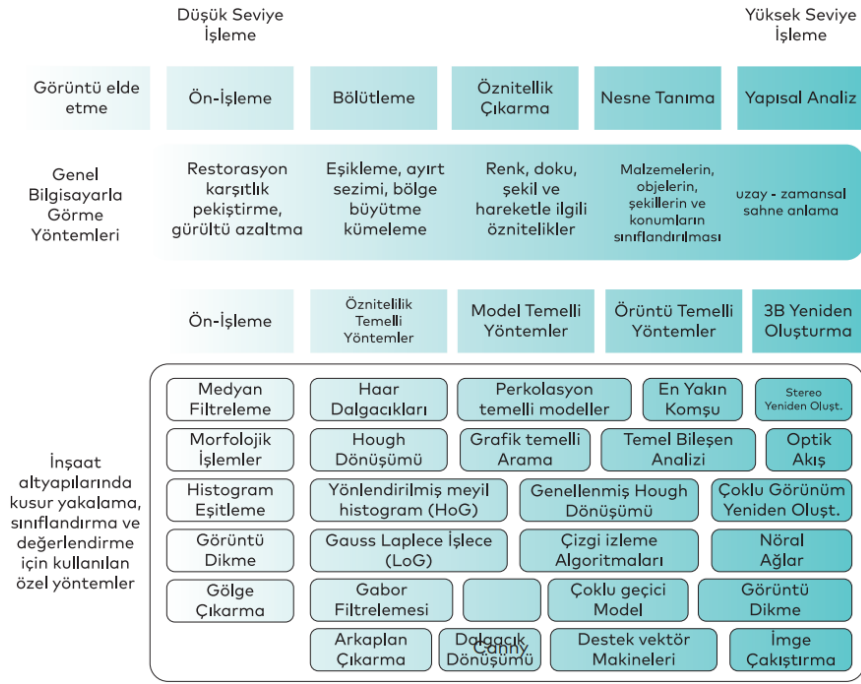 Düşük Seviye
İşleme
Yüksek Seviye
İşleme
Görüntü elde
etme
Ön-İşleme
Bölütleme
Öznitellik
Çıkarma
Nesne Tanıma
Yapısal Analiz
Genel
Bilgisayarla
Görme
Yöntemleri
Restorasyon
karşıtlık
pekiştirme,
gürültü azaltma
Eşikleme, ayırt
sezimi, bölge
büyütme
kümeleme
Renk, doku,
şekil ve
hareketle ilgili
öznitelikler
Malzemelerin,
objelerin,
şekillerin ve
konumların
sınıflandırılması
uzay - zamansal
sahne anlama
Ön-İşleme
Öznitelilik
Temelli
Yöntemler
Model Temelli
Yöntemler
Örüntü Temelli
Yöntemler
3B Yeniden
Oluşturma
İnşaat
altyapılarında
kusur yakalama,
sınıflandırma ve
değerlendirme
için kullanılan
özel yöntemler
Medyan
Filtreleme
Haar
Dalgacıkları
Perkolasyon
temelli modeller
En Yakın
Komşu
Stereo
Yeniden Oluşt.
Morfolojik
İşlemler
Hough
Dönüşümü
Grafik temelli
Arama
Temel Bileşen
Analizi
Optik
Akış
Histogram
Eşitleme
Yönlendirilmiş meyil
histogram (HoG)
Genellenmiş Hough
Dönüşümü
Çoklu Görünüm
Yeniden Oluşt.
Görüntü
Dikme
Gauss Laplece İşlece
(LoG)
Çizgi izleme
Algoritmaları
Nöral
Ağlar
Gölge
Çıkarma
Gabor
Filtrelemesi
Çoklu geçici
Model
Görüntü
Dikme
Arkaplan
Çıkarma
Dalgacık
Dönüşümü
Canny
Destek vektör
Makineleri
İmge
Çakıştırma